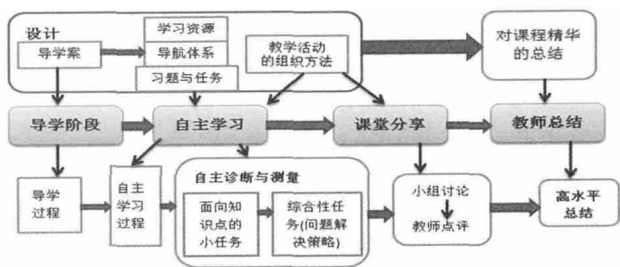 设计
学习资源
导学案
导航体系
习题与任务
教学活动
的组织方法
对课程精华
的总结
导学阶段
自主学习
课堂分享
教师总结
导学
过程
自主
学习
过程
自主诊断与测量
面向知
识点的
小任务
综合性任
务(问题解
决策略)
小组讨论
教师点评
高水平
总结